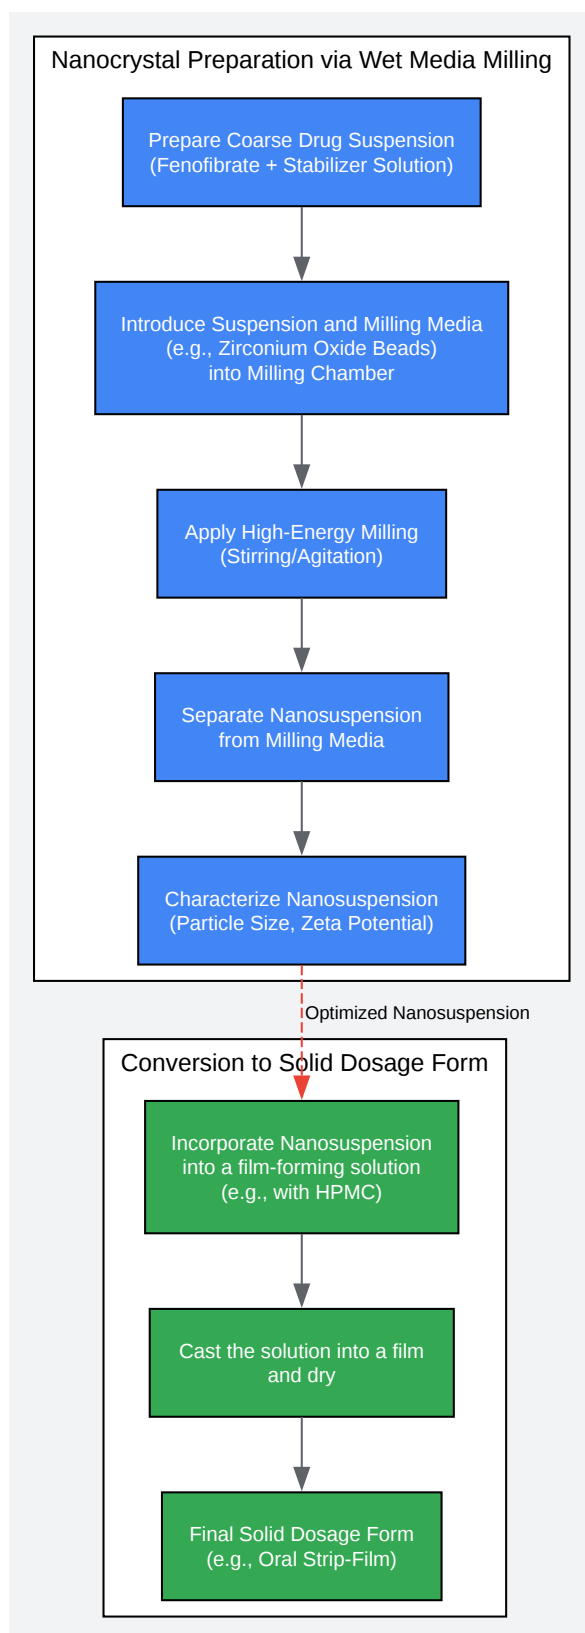 Nanocrystal Preparation via Wet Media Milling
Prepare Coarse Drug Suspension
(Fenofibrate + Stabilizer Solution)
Introduce Suspension and Milling Media
(e.g., Zirconium Oxide Beads)
into Milling Chamber
Apply High-Energy Milling
(Stirring/Agitation)
Separate Nanosuspension
from Milling Media
Characterize Nanosuspension
(Particle Size, Zeta Potential)
Optimized Nanosuspension
Conversion to Solid Dosage Form
Incorporate Nanosuspension
into a film-forming solution
(e.g., with HPMC)
Cast the solution into a film
and dry
Final Solid Dosage Form
(e.g., Oral Strip-Film)